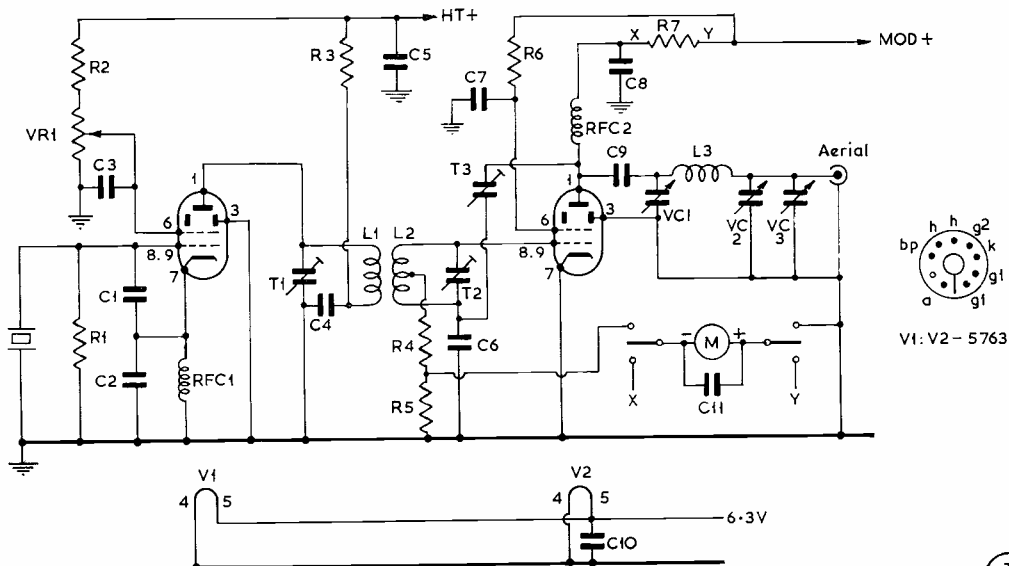 HT+
R2
R3
C5
C7
R6
X
R7
Y
MOD+
C8
VR1
C3
RFC2
T3
C9
L3
Aerial
1
3
6
8.9
7
L1
L2
T1
C4
T2
1
3
6
8.9
7
VC1
VC
2
VC
3
C1
R1
C2
RFC1
R4
R5
C6
- M +
C11
X
Y
h
h
g2
bp
k
g1
a
g1
V1: V2 - 5763
V1
4
5
V2
4
5
6·3V
C10